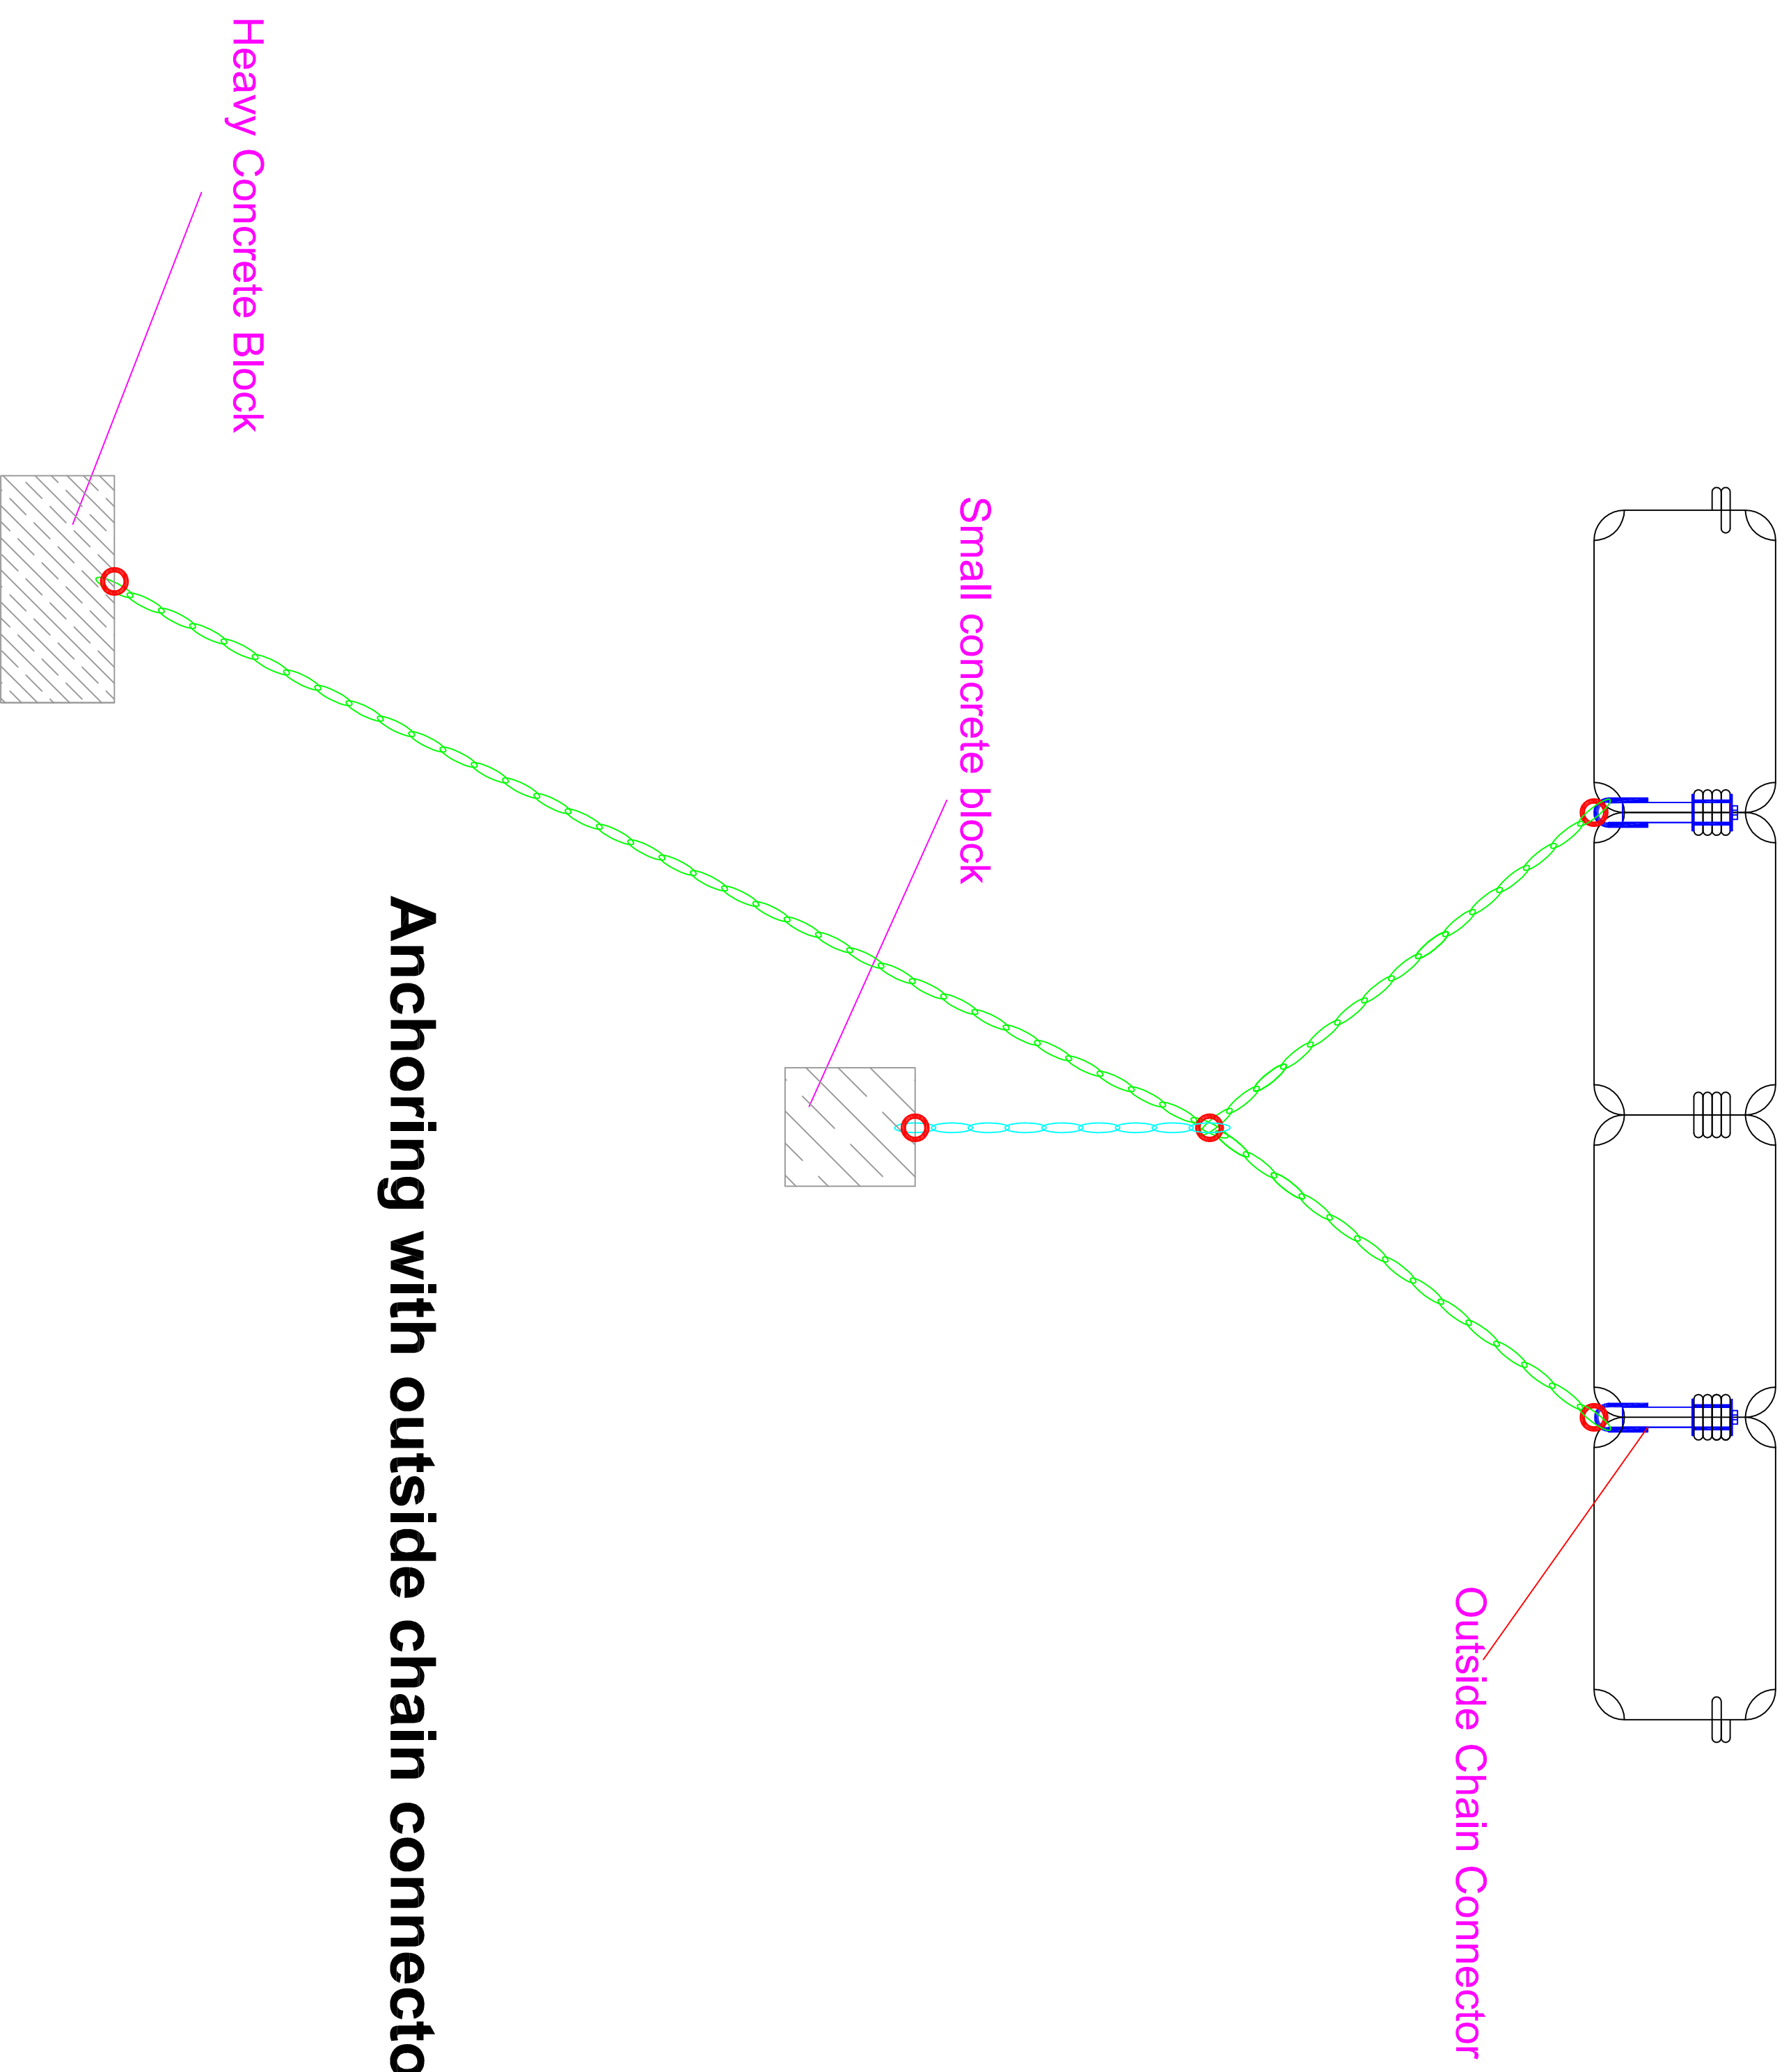 Outside Chain Connector
Small concrete block
Anchoring with outside chain connecto
Heavy Concrete Block